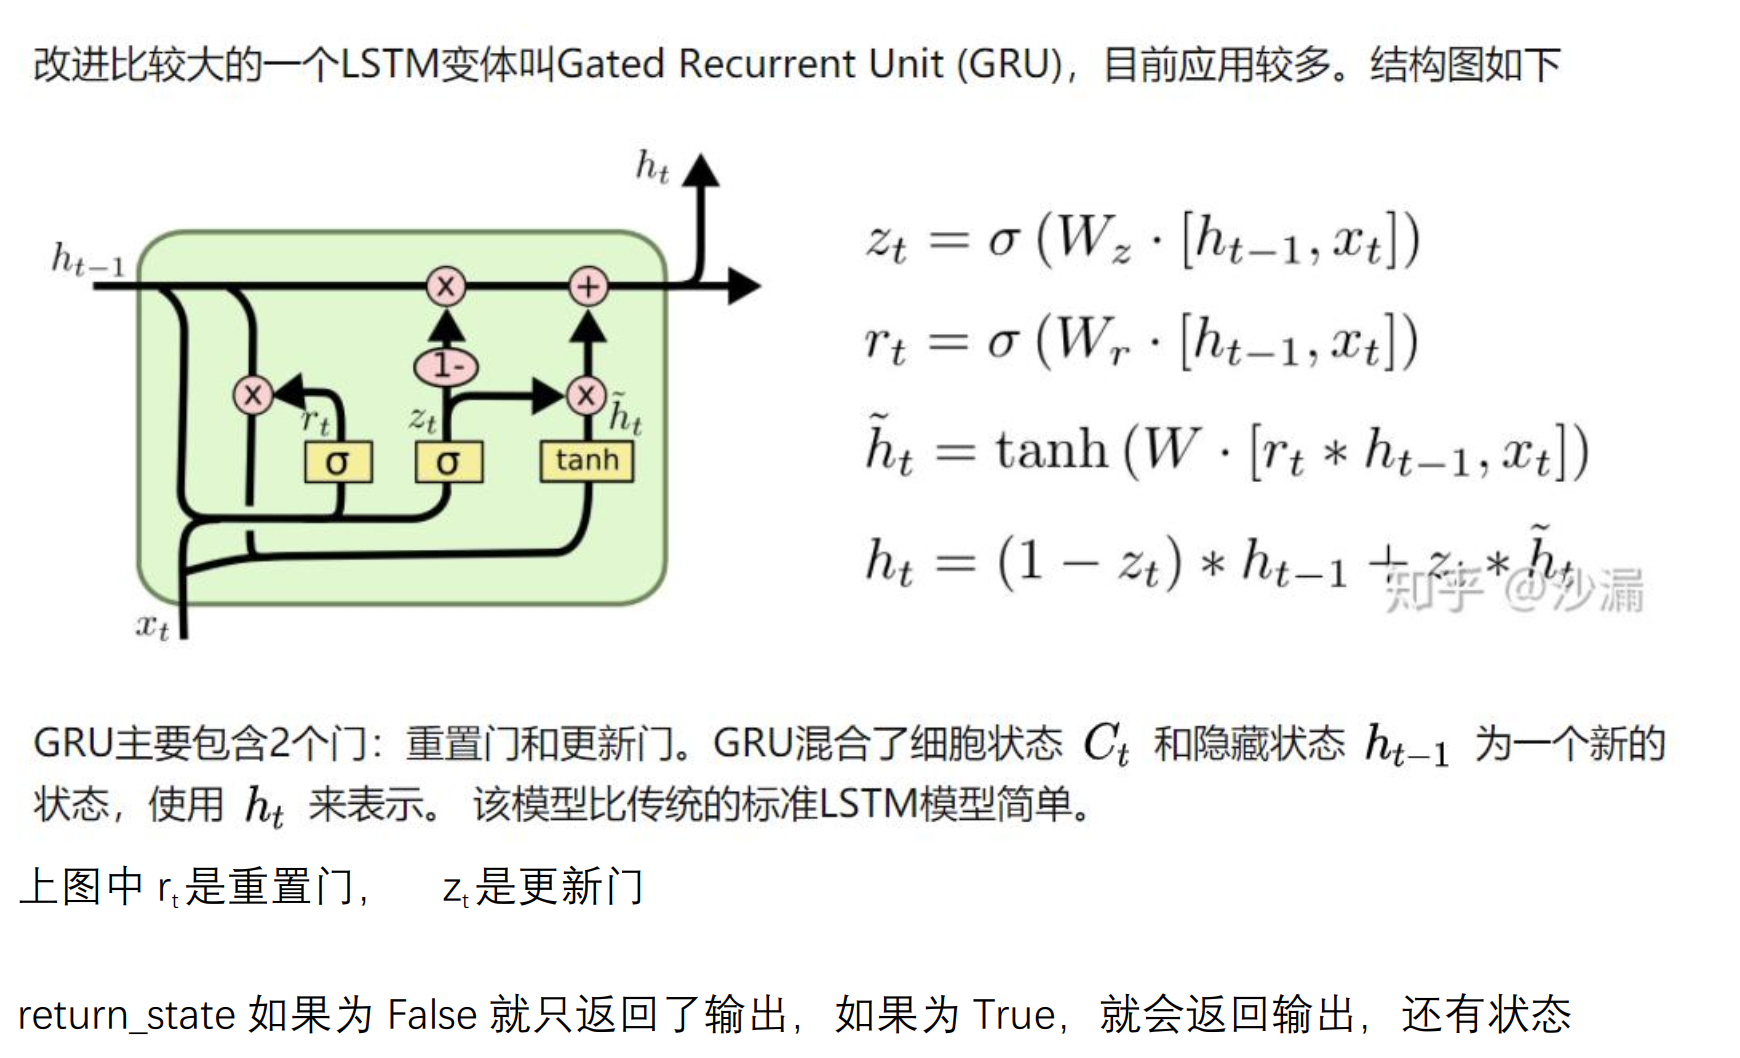 改进比较大的一个LSTM变体叫Gated Recurrent Unit (GRU)，目前应用较多。结构图如下
h_t
h_{t-1}
x + 
1-
x x
r_t z_t h̃_t
σ σ tanh
x_t
z_t = σ (W_z · [h_{t-1}, x_t])
r_t = σ (W_r · [h_{t-1}, x_t])
h̃_t = tanh (W · [r_t * h_{t-1}, x_t])
h_t = (1 − z_t) * h_{t-1} + z_t * h̃_t
知乎 @沙漏
GRU主要包含2个门：重置门和更新门。GRU混合了细胞状态 C_t 和隐藏状态 h_{t-1} 为一个新的
状态，使用 h_t 来表示。 该模型比传统的标准LSTM模型简单。
上图中 r_t 是重置门， z_t 是更新门
return_state 如果为 False 就只返回了输出，如果为 True，就会返回输出，还有状态